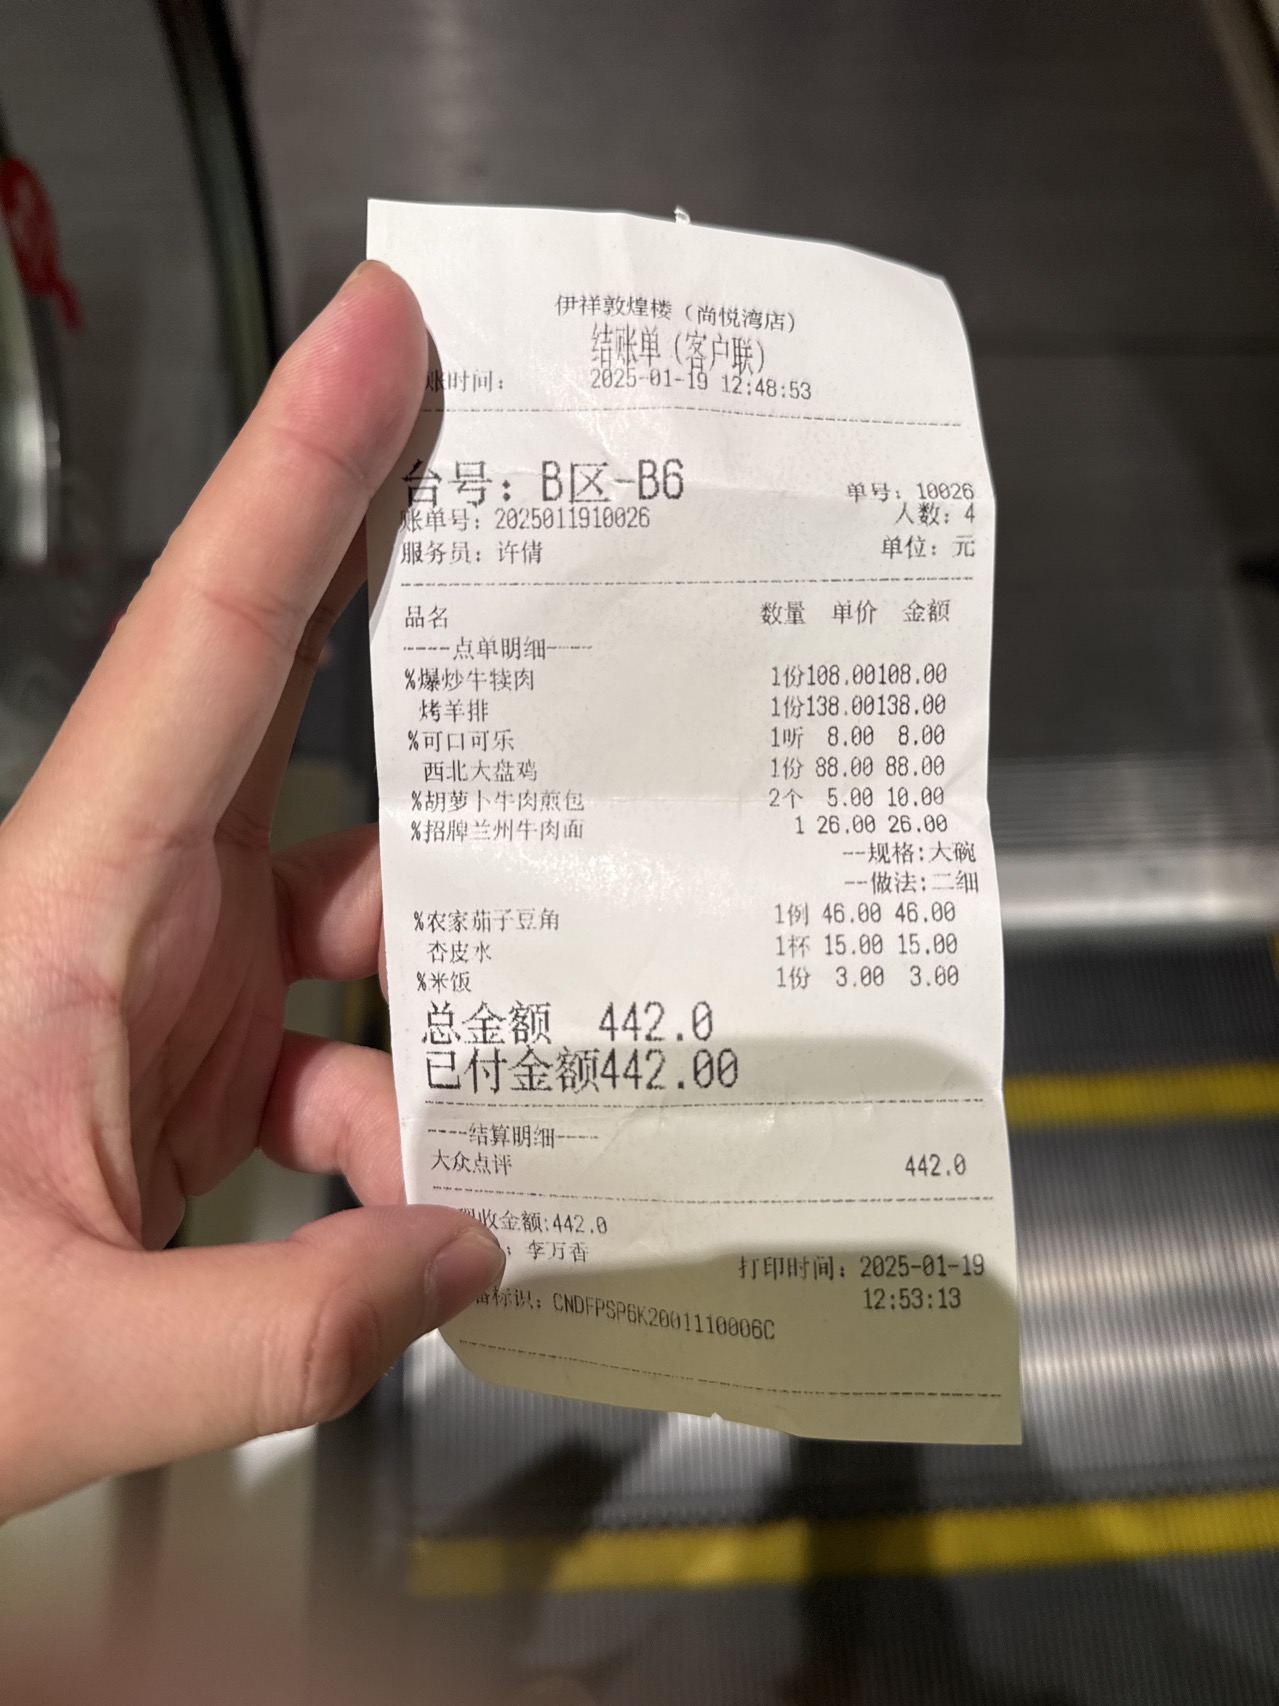 伊祥敦煌楼（尚悦湾店）
结账单（客户联）
账时间： 2025-01-19 12:48:53
台号：B区-B6 单号：10026
账单号：2025011910026 人数：4
服务员：许倩 单位：元
品名 数量 单价 金额
----点单明细----
%爆炒牛犊肉 1份108.00108.00
烤羊排 1份138.00138.00
%可口可乐 1听 8.00 8.00
西北大盘鸡 1份 88.00 88.00
%胡萝卜牛肉煎包 2个 5.00 10.00
%招牌兰州牛肉面 1 26.00 26.00
--规格:大碗
--做法:二细
%农家茄子豆角 1例 46.00 46.00
杏皮水 1杯 15.00 15.00
%米饭 1份 3.00 3.00
总金额 442.0
已付金额442.00
----结算明细----
大众点评 442.0
收金额:442.0
：李万香 打印时间：2025-01-19
12:53:13
备标识：CNDFPSP6K2001110006C